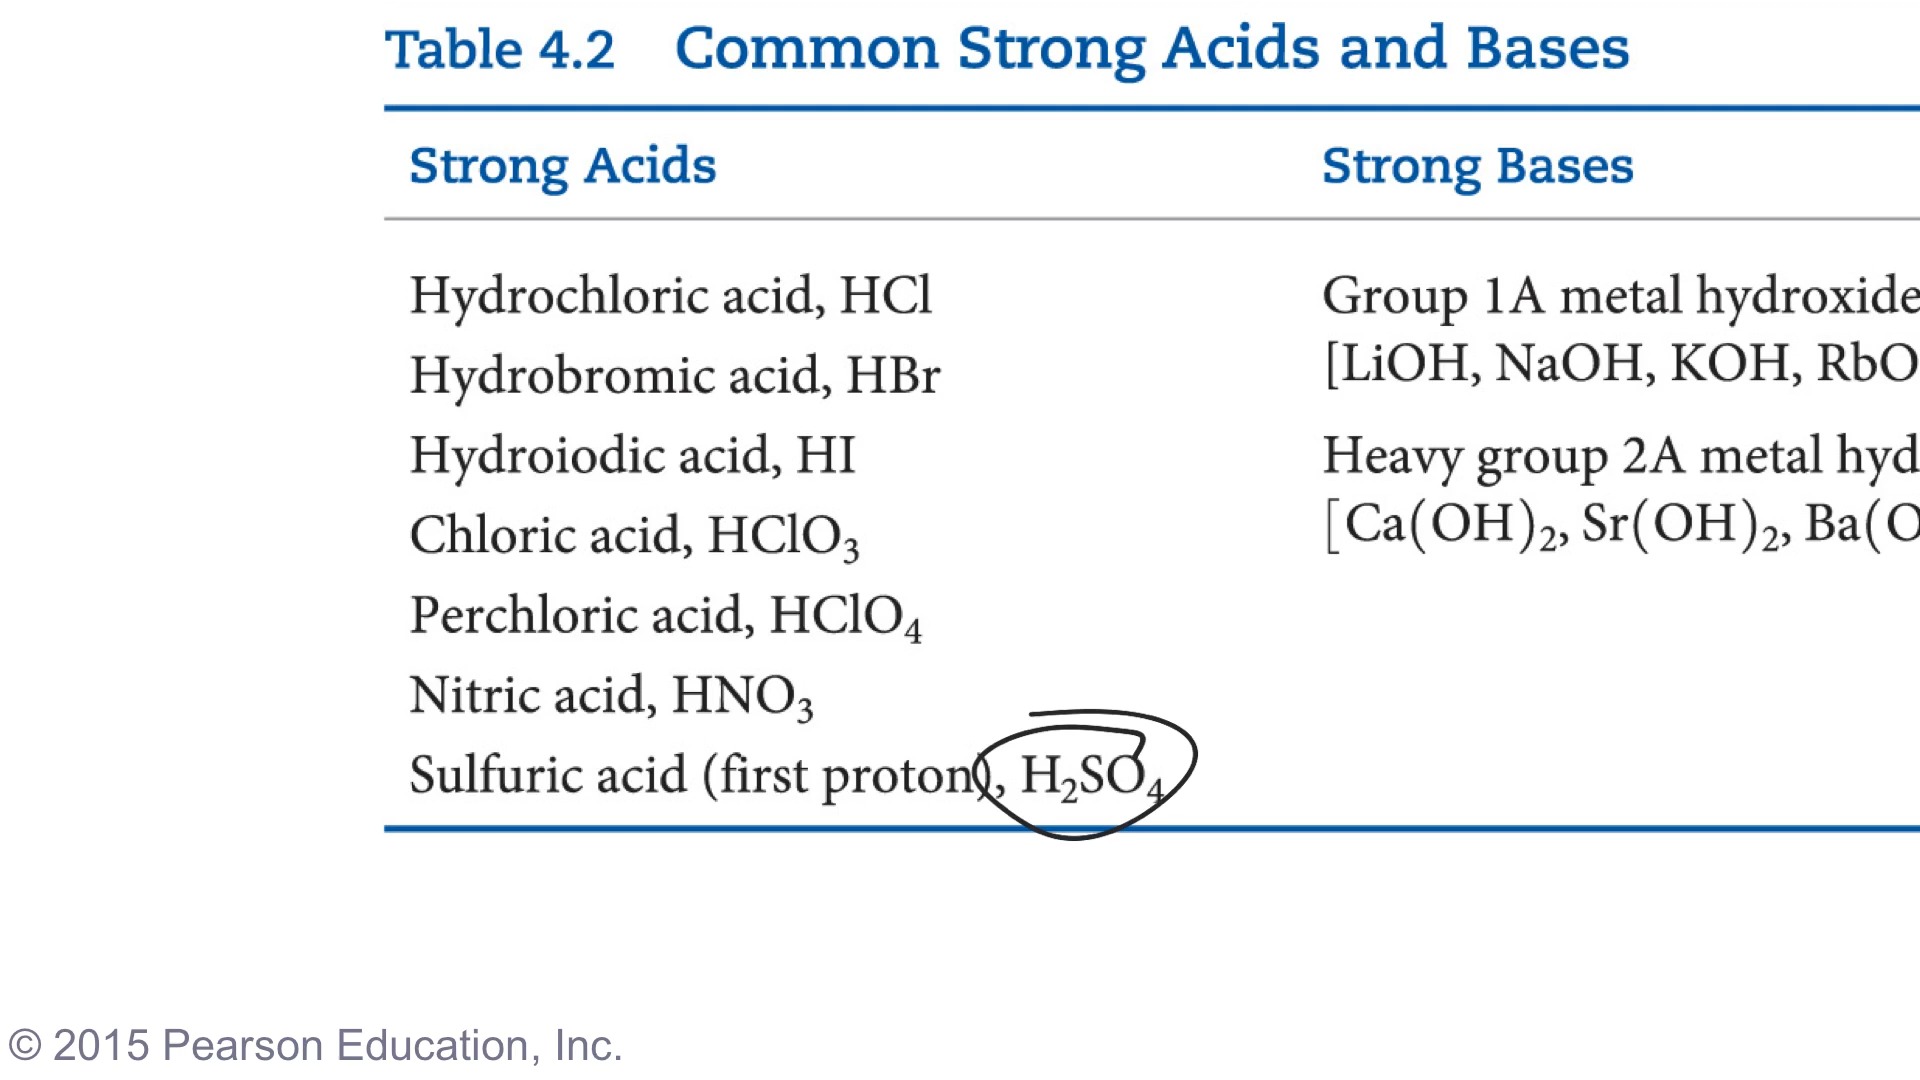 Table 4.2 Common Strong Acids and Bases
Strong Acids Strong Bases
Hydrochloric acid, HCl Group 1A metal hydroxide
Hydrobromic acid, HBr [LiOH, NaOH, KOH, RbO
Hydroiodic acid, HI Heavy group 2A metal hyd
Chloric acid, HClO₃ [Ca(OH)₂, Sr(OH)₂, Ba(O
Perchloric acid, HClO₄
Nitric acid, HNO₃
Sulfuric acid (first proton), H₂SO₄
© 2015 Pearson Education, Inc.